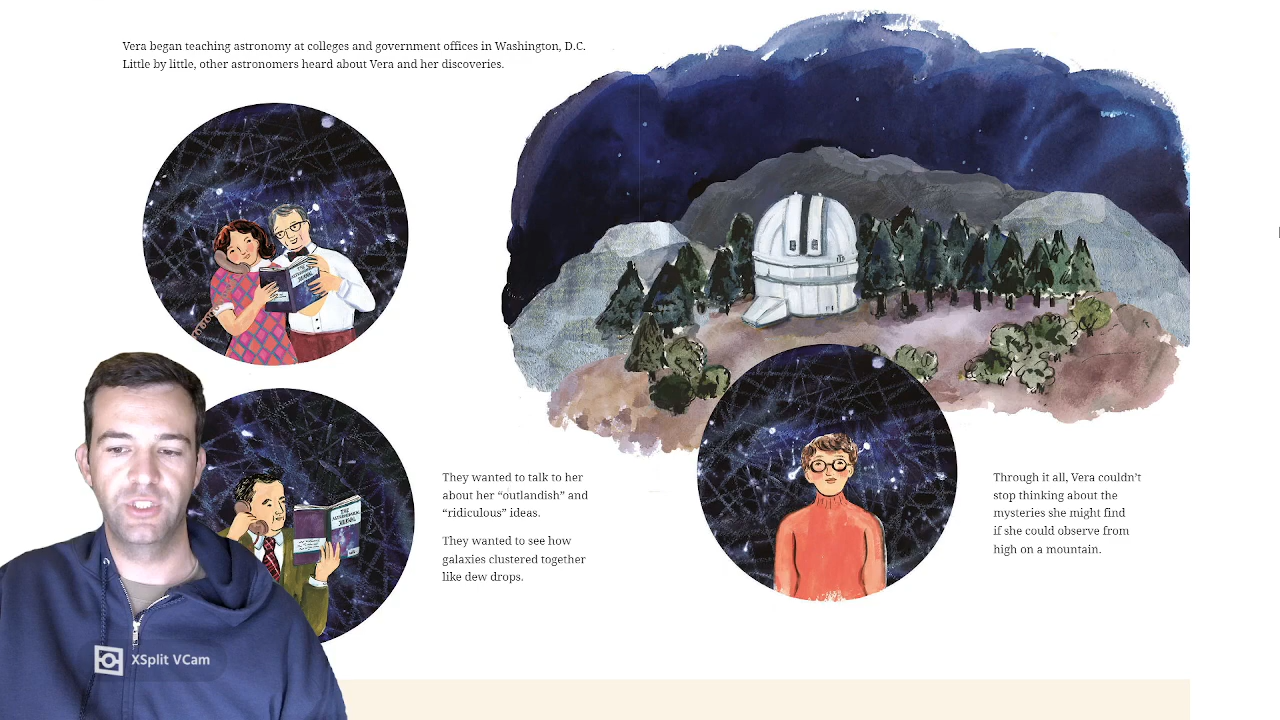 Vera began teaching astronomy at colleges and government offices in Washington, D.C.
Little by little, other astronomers heard about Vera and her discoveries.
They wanted to talk to her
about her “outlandish” and
“ridiculous” ideas.
They wanted to see how
galaxies clustered together
like dew drops.
Through it all, Vera couldn’t
stop thinking about the
mysteries she might find
if she could observe from
high on a mountain.
THE
ASTRONOMICAL
JOURNAL
XSplit VCam